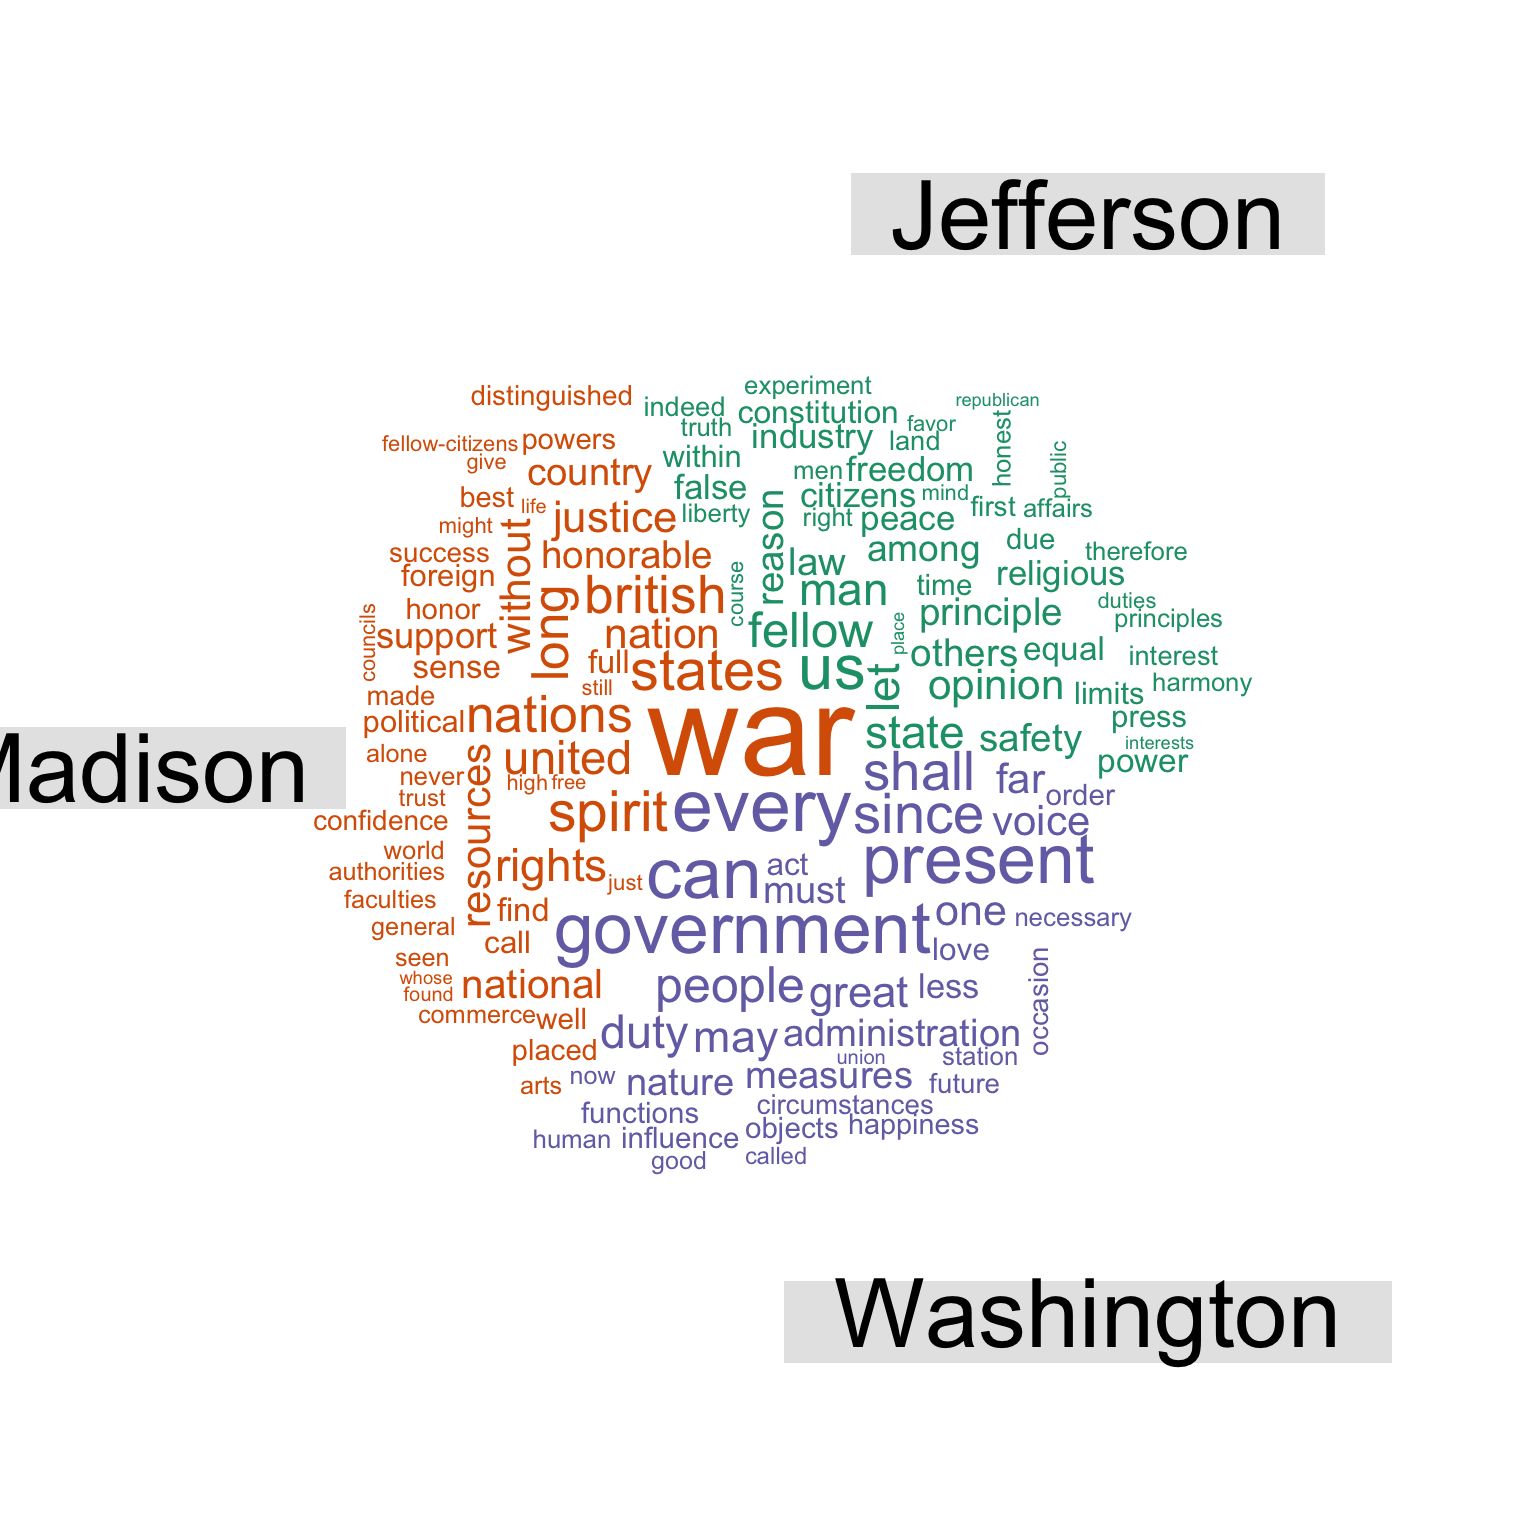 Jefferson
experiment
distinguished
republican
indeed
constitution
favor
truth
industry
land
honest
fellow-citizens
powers
within
public
give
country
men
freedom
false
citizens
mind
best
life
liberty
right
peace
first
affairs
might
justice
reason
without
success
honorable
law
among
due
therefore
foreign
british
course
man
time
religious
honor
long
duties
councils
support
nation
fellow
place
principle
principles
sense
full
states
us
let
others
equal
interest
still
opinion
limits
harmony
made
political
nations
war
state
safety
press
interests
Madison
alone
united
power
never
resources
high
free
shall
far
order
trust
confidence
spirit
every
since
voice
world
authorities
rights
just
can
act
must
present
faculties
find
general
call
government
one
necessary
love
seen
whose
found
national
people
great
less
occasion
commerce
well
duty
may
administration
placed
union
station
arts
now
nature
measures
future
functions
circumstances
human
influence
objects
happiness
good
called
Washington